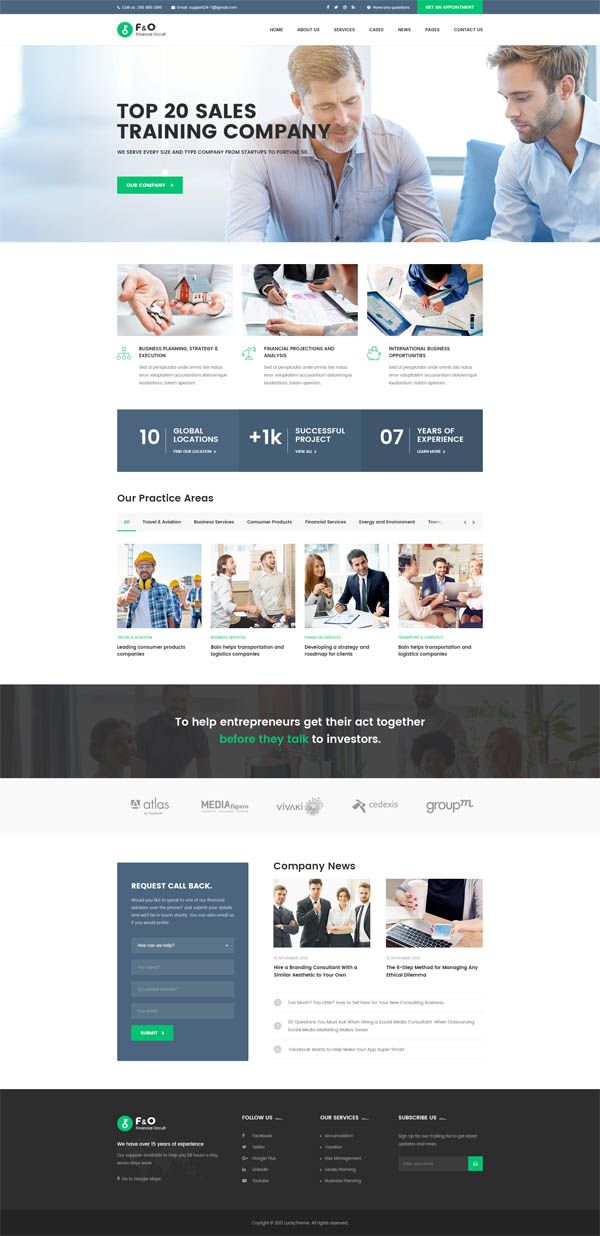 Call us: 290 986 1386
Email: support24-7@gmail.com
Have any questions
GET AN APPOINTMENT
F&O
Financial Occult
HOME
ABOUT US
SERVICES
CASES
NEWS
PAGES
CONTACT US
TOP 20 SALES
TRAINING COMPANY
WE SERVE EVERY SIZE AND TYPE COMPANY FROM STARTUPS TO FORTUNE 50.
OUR COMPANY
BUSINESS PLANNING, STRATEGY &
EXECUTION
Sed ut perspiciatis unde omnis iste natus
error voluptatem accusantium doloremque
laudantium, totam aperiam.
FINANCIAL PROJECTIONS AND
ANALYSIS
Sed ut perspiciatis unde omnis iste natus
error voluptatem accusantium doloremque
laudantium, totam aperiam.
INTERNATIONAL BUSINESS
OPPORTUNITIES
Sed ut perspiciatis unde omnis iste natus
error voluptatem accusantium doloremque
laudantium, totam aperiam.
10
GLOBAL
LOCATIONS
FIND OUR LOCATION
+1k
SUCCESSFUL
PROJECT
VIEW ALL
07
YEARS OF
EXPERIENCE
LEARN MORE
Our Practice Areas
All
Travel & Aviation
Business Services
Consumer Products
Financial Services
Energy and Environment
Trans
TRAVEL & AVIATION
Leading consumer products
companies
BUSINESS SERVICES
Bain helps transportation and
logistics companies
FINANCIAL SERVICES
Developing a strategy and
roadmap for clients
TRANSPORT & LOGISTICS
Bain helps transportation and
logistics companies
To help entrepreneurs get their act together
before they talk to investors.
atlas
by Facebook
MEDIA figaro
VIVAKI
cedexis
groupm
REQUEST CALL BACK.
Would you like to speak to one of our financial
advisers over the phone? Just submit your details
and we'll be in touch shortly. You can also email us
if you would prefer.
How can we help?
You name*
You phone number*
You email
SUBMIT
Company News
15 NOVEMBER 2012
Hire a Branding Consultant With a
Similar Aesthetic to Your Own
15 NOVEMBER 2012
The 6-Step Method for Managing Any
Ethical Dilemma
Too Much? Too Little? How to Set Fees for Your New Consulting Business
30 Questions You Must Ask When Hiring a Social Media Consultant. When Outsourcing
Social Media Marketing Makes Sense
Facebook Wants to Help Make Your App Super Smart
F&O
Financial Occult
We have over 15 years of experience
Our suppoer available to help you 24 hours a day,
seven days week
Go to Google Maps
FOLLOW US
Facebook
Twitter
Google Plus
Linkedin
Youtube
OUR SERVICES
Accumulation
Taxation
Risk Management
Estate Planning
Business Planning
SUBSCRIBE US
Sign Up for our mailing list to get latest
updates and news
Enter your email
Copyright © 2017 LuckyTheme. All rights reserved.